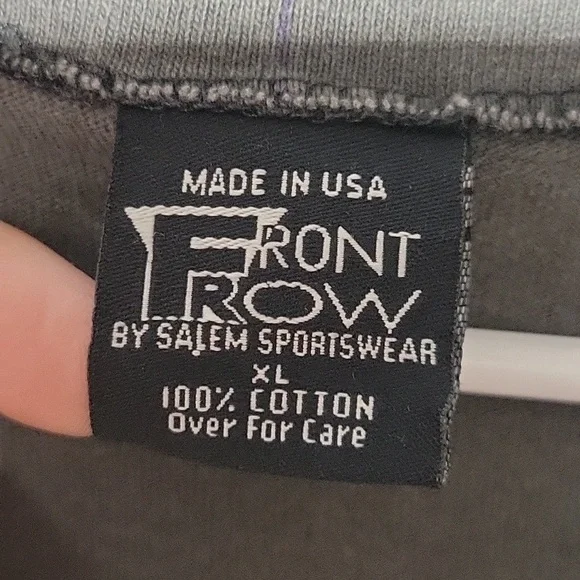 MADE IN USA
FRONT
ROW
BY SALEM SPORTSWEAR
XL
100% COTTON
Over For Care